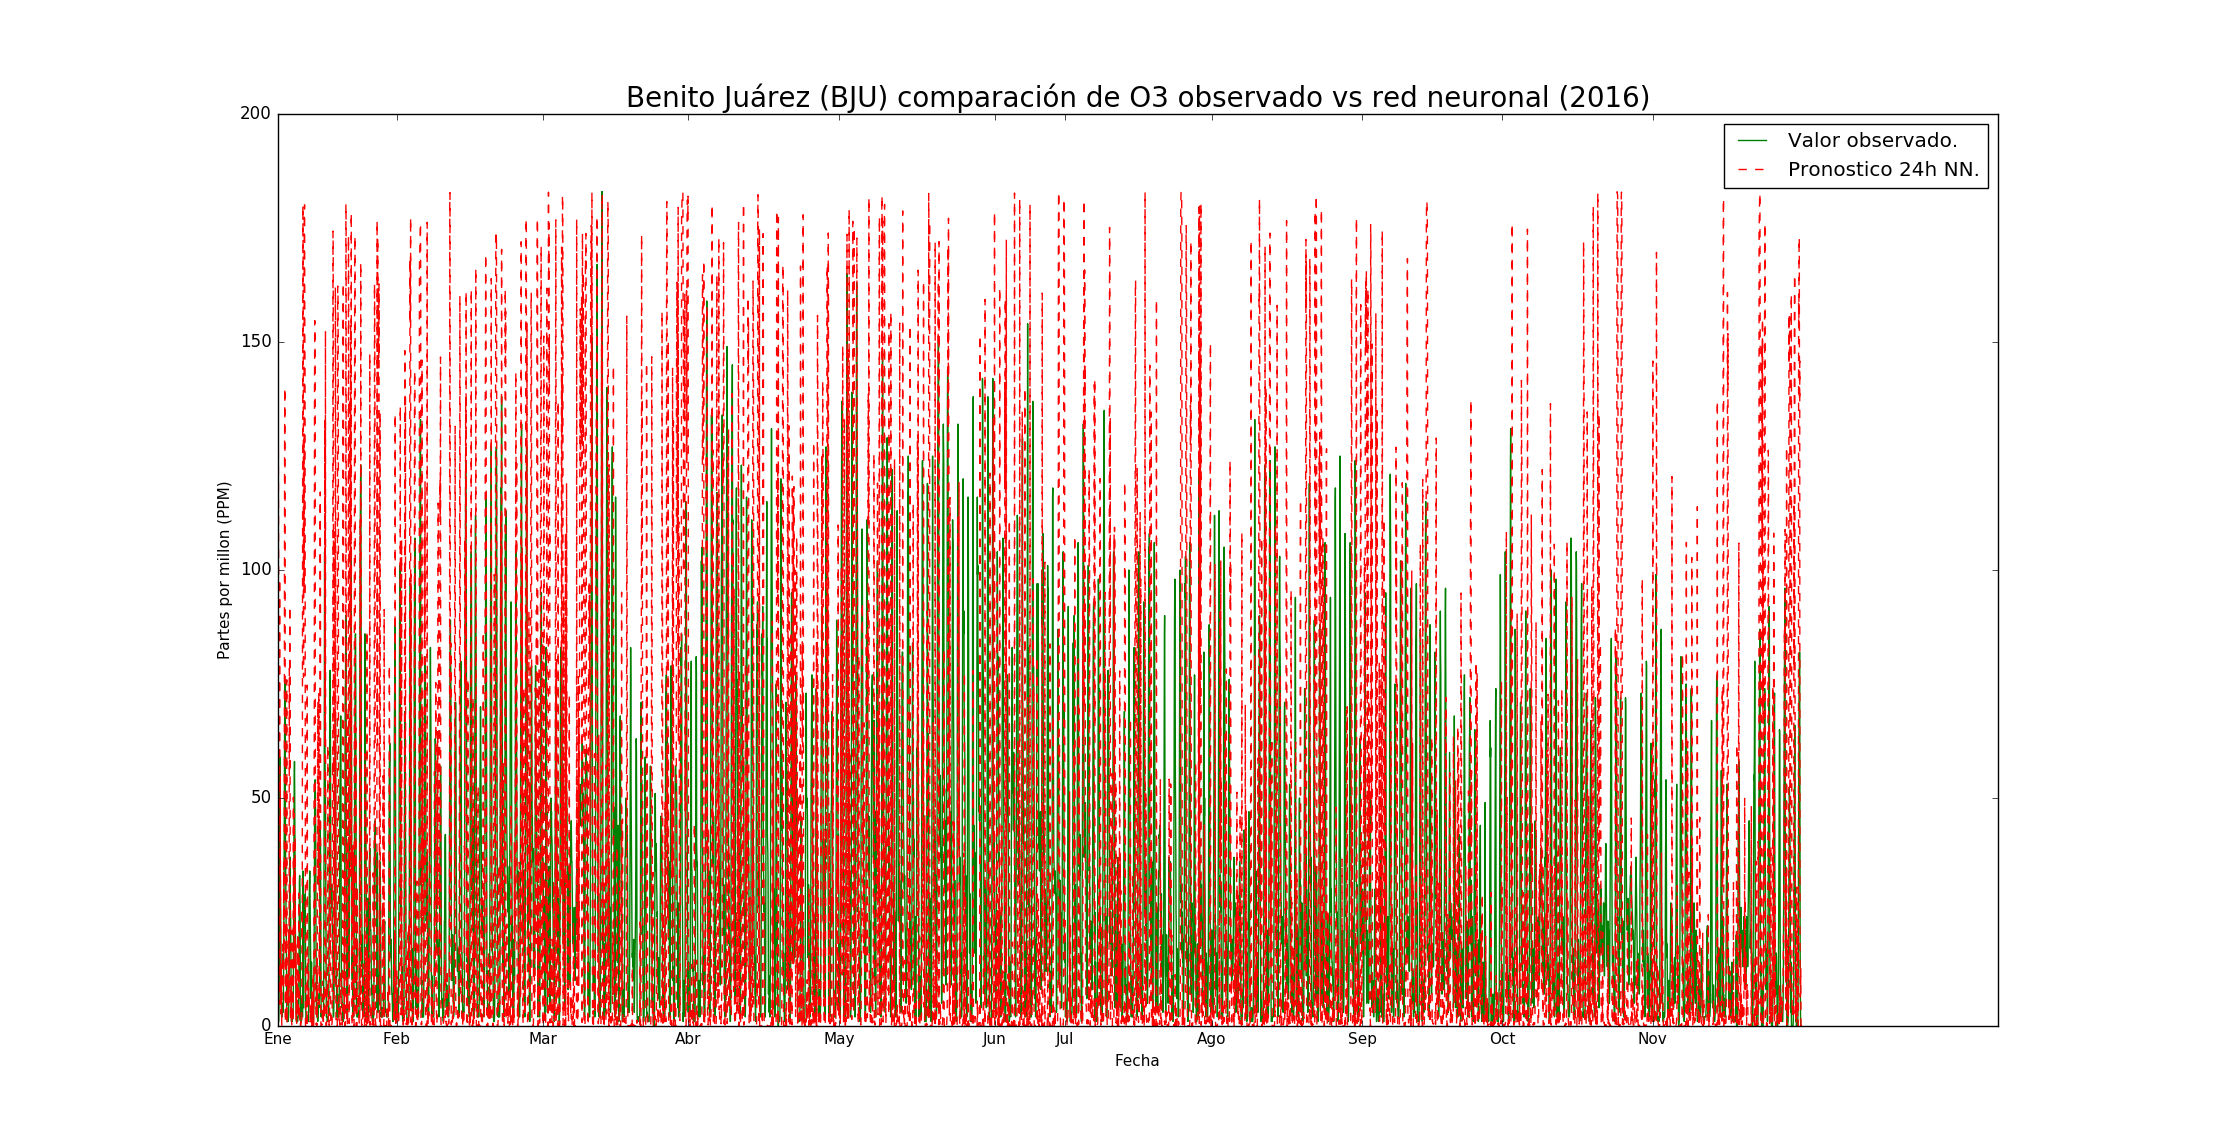 Benito Juárez (BJU) comparación de O3 observado vs red neuronal (2016)
Valor observado.
Pronostico 24h NN.
Partes por millon (PPM)
200
150
100
50
0
Ene Feb Mar Abr May Jun Jul Ago Sep Oct Nov
Fecha